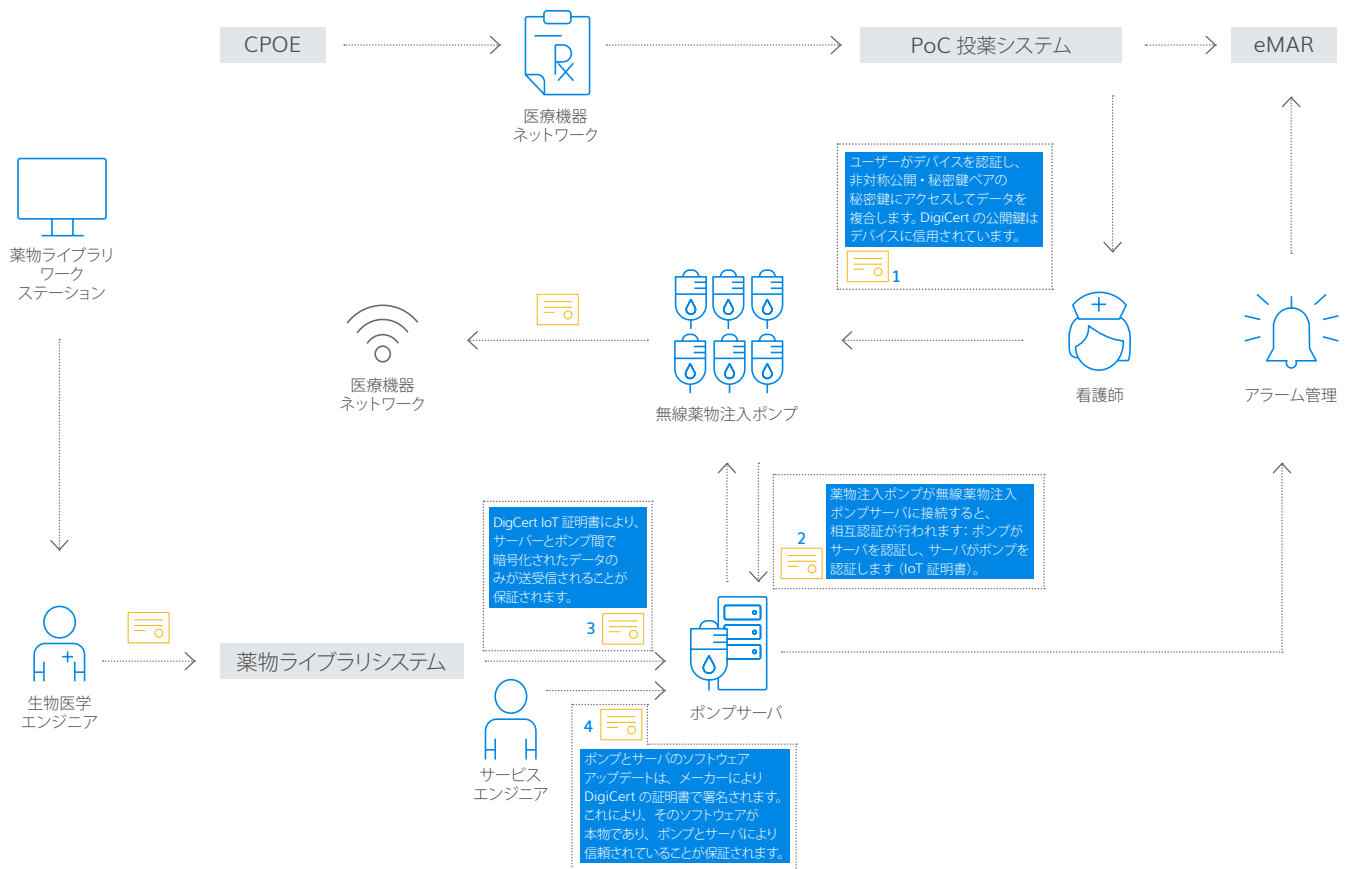 CPOE
PoC 投薬システム
eMAR
医療機器
ネットワーク
ユーザーがデバイスを認証し、
非対称公開・秘密鍵ペアの
秘密鍵にアクセスしてデータを
複合します。DigiCert の公開鍵は
デバイスに信用されています。
1
薬物ライブラリ
ワーク
ステーション
医療機器
ネットワーク
無線薬物注入ポンプ
看護師
アラーム管理
DigCert IoT 証明書により、
サーバーとポンプ間で
暗号化されたデータの
みが送受信されることが
保証されます。
3
2
薬物注入ポンプが無線薬物注入
ポンプサーバに接続すると、
相互認証が行われます: ポンプが
サーバを認証し、サーバがポンプを
認証します (IoT 証明書)。
生物医学
エンジニア
薬物ライブラリシステム
ポンプサーバ
サービス
エンジニア
4
ポンプとサーバのソフトウェア
アップデートは、メーカーにより
DigiCert の証明書で署名されます。
これにより、そのソフトウェアが
本物であり、ポンプとサーバにより
信頼されていることが保証されます。